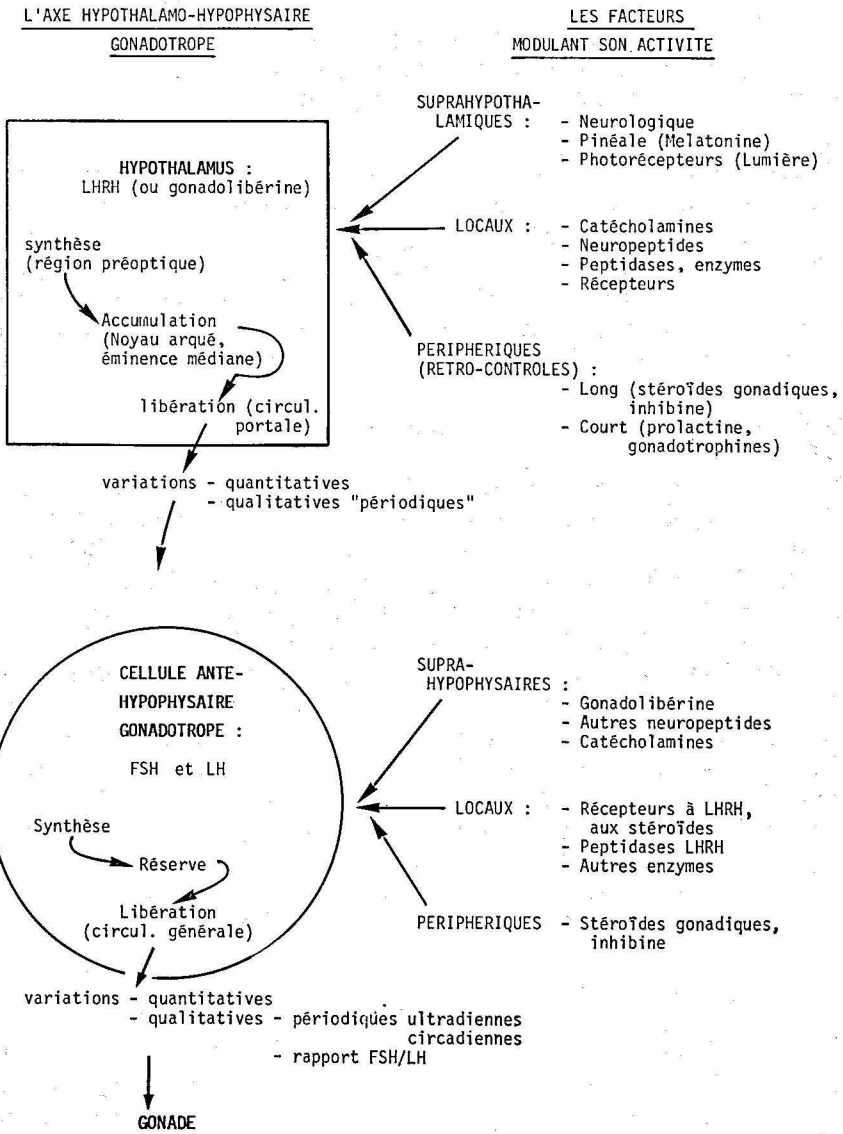 L'AXE HYPOTHALAMO-HYPOPHYSAIRE
GONADOTROPE
LES FACTEURS
MODULANT SON ACTIVITE
HYPOTHALAMUS :
LHRH (ou gonadolibérine)
synthèse
(région préoptique)
Accumulation
(Noyau arqué,
éminence médiane)
libération (circul.
portale)
SUPRAHYPOTHA-
LAMIQUES : - Neurologique
- Pinéale (Melatonine)
- Photorécepteurs (Lumière)
LOCAUX : - Catécholamines
- Neuropeptides
- Peptidases, enzymes
- Récepteurs
PERIPHERIQUES
(RETRO-CONTROLES) :
- Long (stéroïdes gonadiques,
inhibine)
- Court (prolactine,
gonadotrophines)
variations - quantitatives
- qualitatives "périodiques"
CELLULE ANTE-
HYPOPHYSAIRE
GONADOTROPE :
FSH et LH
Synthèse
Réserve
Libération
(circul. générale)
SUPRA-
HYPOPHYSAIRES :
- Gonadolibérine
- Autres neuropeptides
- Catécholamines
LOCAUX : - Récepteurs à LHRH,
aux stéroïdes
- Peptidases LHRH
- Autres enzymes
PERIPHERIQUES - Stéroïdes gonadiques,
inhibine
variations - quantitatives
- qualitatives - périodiques ultradiennes
circadiennes
- rapport FSH/LH
GONADE